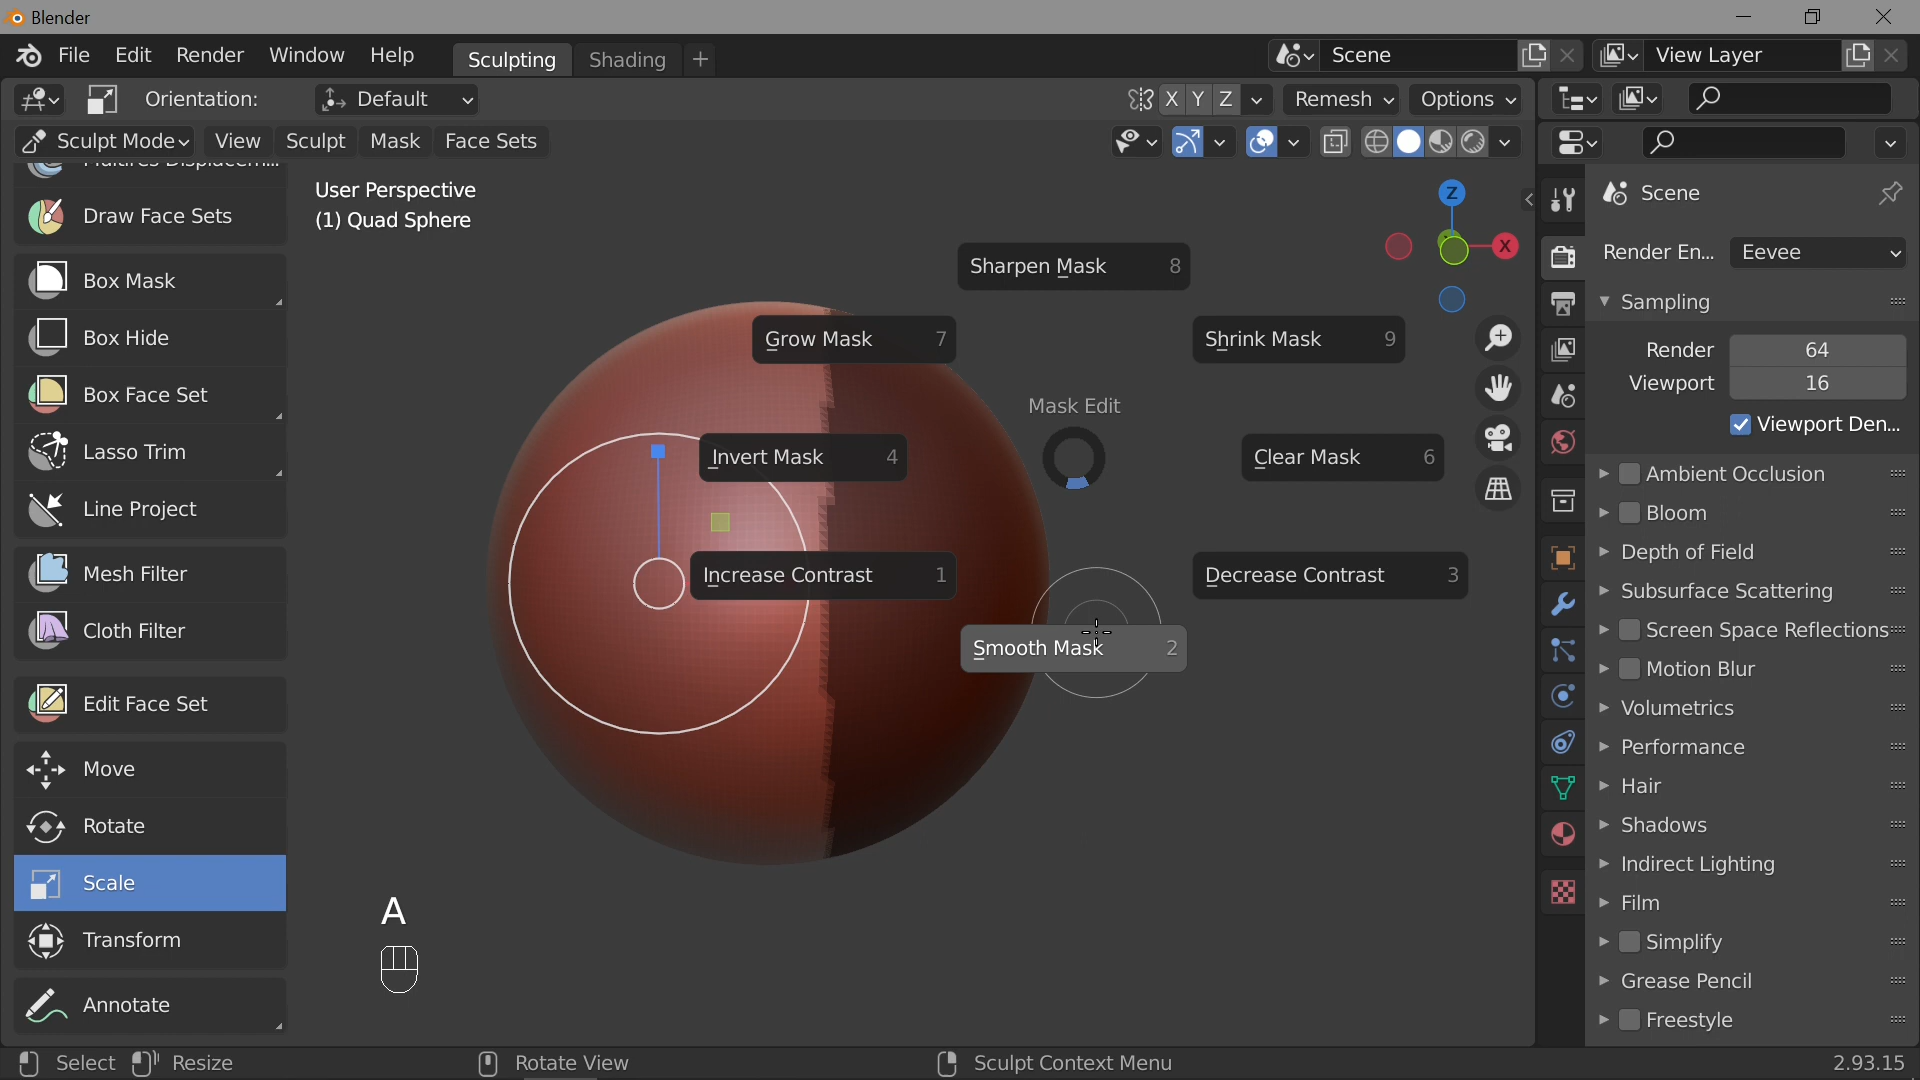 Blender
File Edit Render Window Help Sculpting Shading + Scene View Layer
Orientation: Default X Y Z Remesh Options
Sculpt Mode View Sculpt Mask Face Sets
User Perspective
(1) Quad Sphere
Draw Face Sets
Box Mask
Box Hide
Box Face Set
Lasso Trim
Line Project
Mesh Filter
Cloth Filter
Edit Face Set
Move
Rotate
Scale
Transform
Annotate
Z
X
Sharpen Mask 8
Grow Mask 7
Shrink Mask 9
Mask Edit
Invert Mask 4
Clear Mask 6
Increase Contrast 1
Decrease Contrast 3
Smooth Mask 2
A
Scene
Render En... Eevee
Sampling
Render 64
Viewport 16
Viewport Den...
Ambient Occlusion
Bloom
Depth of Field
Subsurface Scattering
Screen Space Reflections
Motion Blur
Volumetrics
Performance
Hair
Shadows
Indirect Lighting
Film
Simplify
Grease Pencil
Freestyle
Select Resize Rotate View Sculpt Context Menu 2.93.15